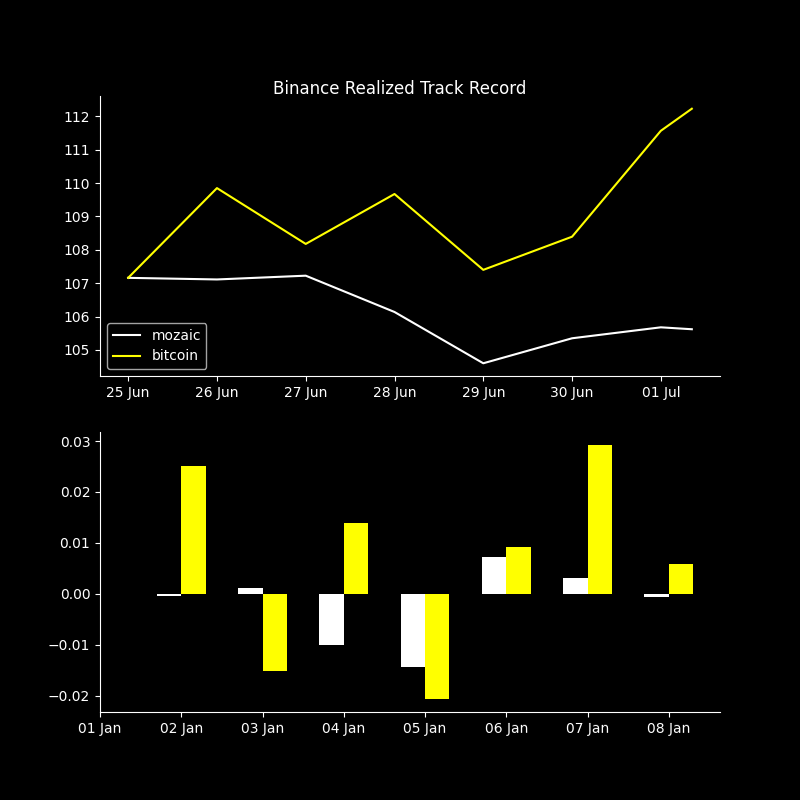 Binance Realized Track Record
112
111
110
109
108
107
106
105
mozaic
bitcoin
25 Jun 26 Jun 27 Jun 28 Jun 29 Jun 30 Jun 01 Jul
0.03
0.02
0.01
0.00
−0.01
−0.02
01 Jan 02 Jan 03 Jan 04 Jan 05 Jan 06 Jan 07 Jan 08 Jan